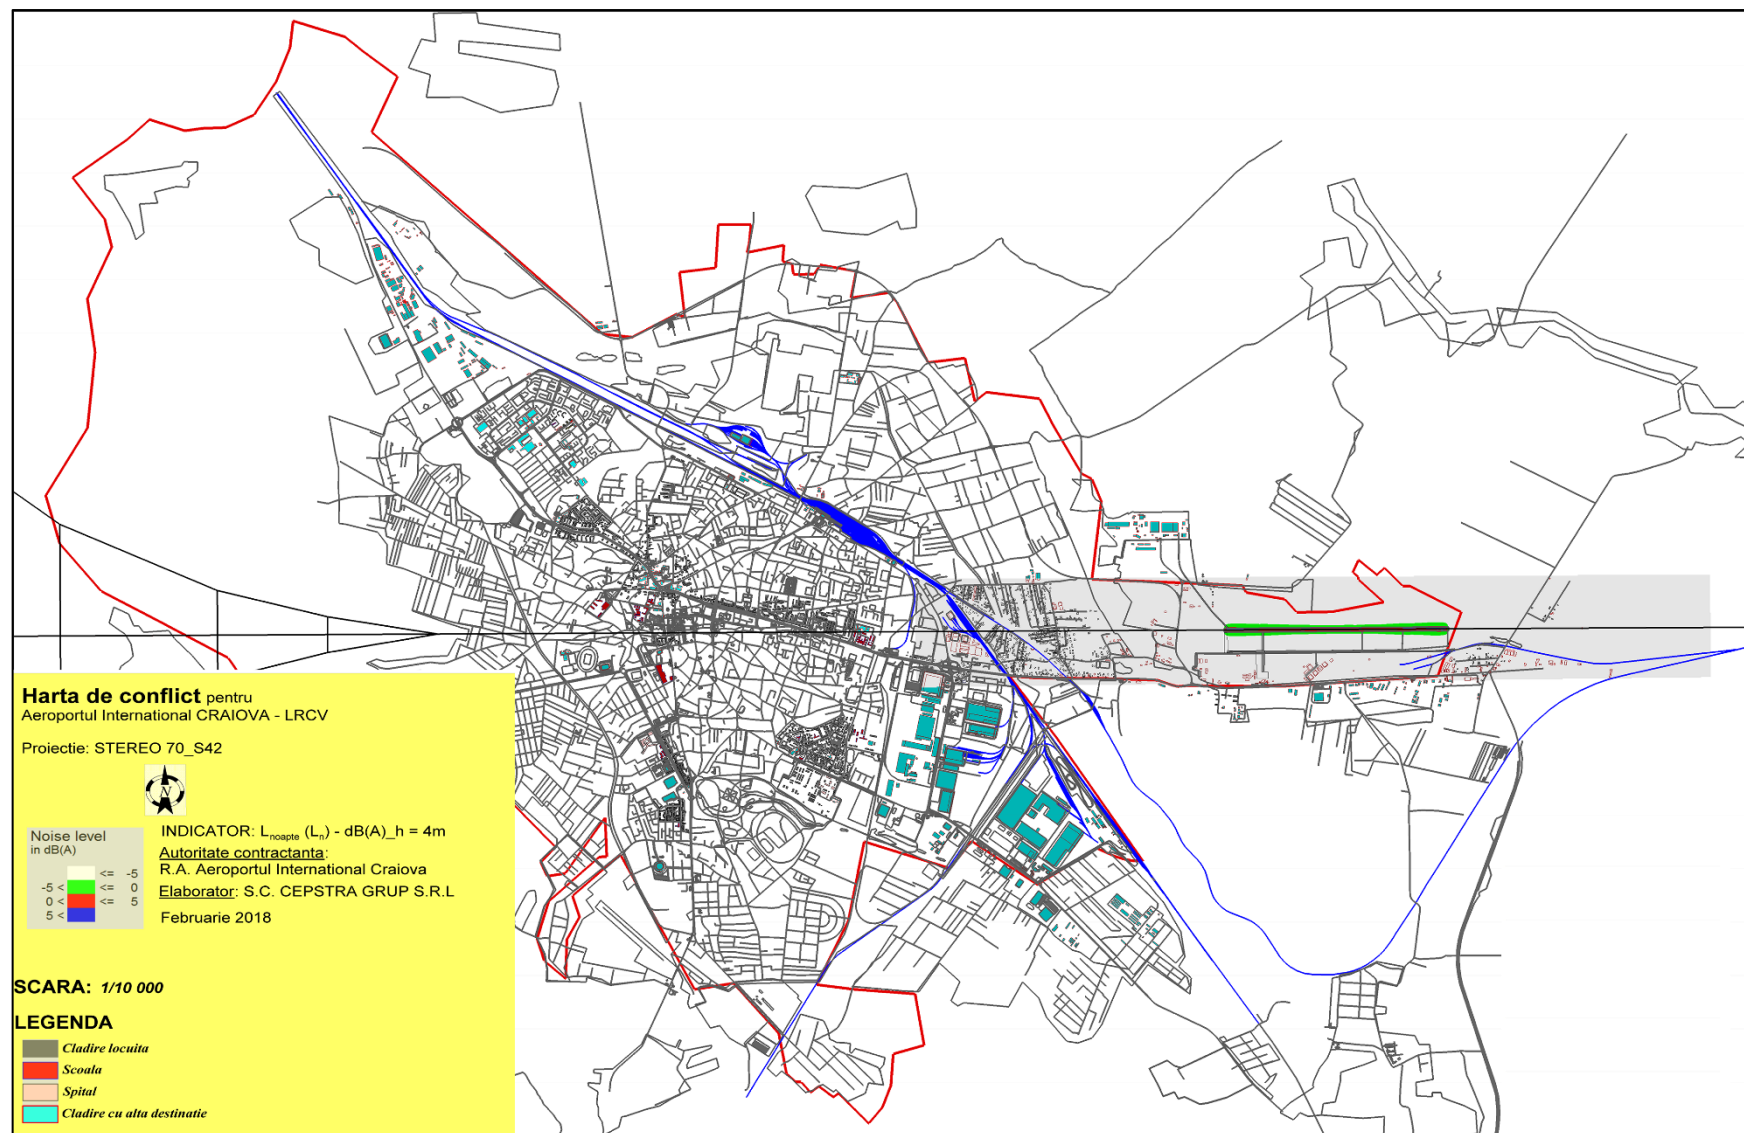 Harta de conflict pentru
Aeroportul International CRAIOVA - LRCV
Proiectie: STEREO 70_S42
N
Noise level
in dB(A)
<= -5
-5 < <= 0
0 < <= 5
5 <
INDICATOR: Lnoapte (Ln) - dB(A)_h = 4m
Autoritate contractanta:
R.A. Aeroportul International Craiova
Elaborator: S.C. CEPSTRA GRUP S.R.L
Februarie 2018
SCARA: 1/10 000
LEGENDA
Cladire locuita
Scoala
Spital
Cladire cu alta destinatie